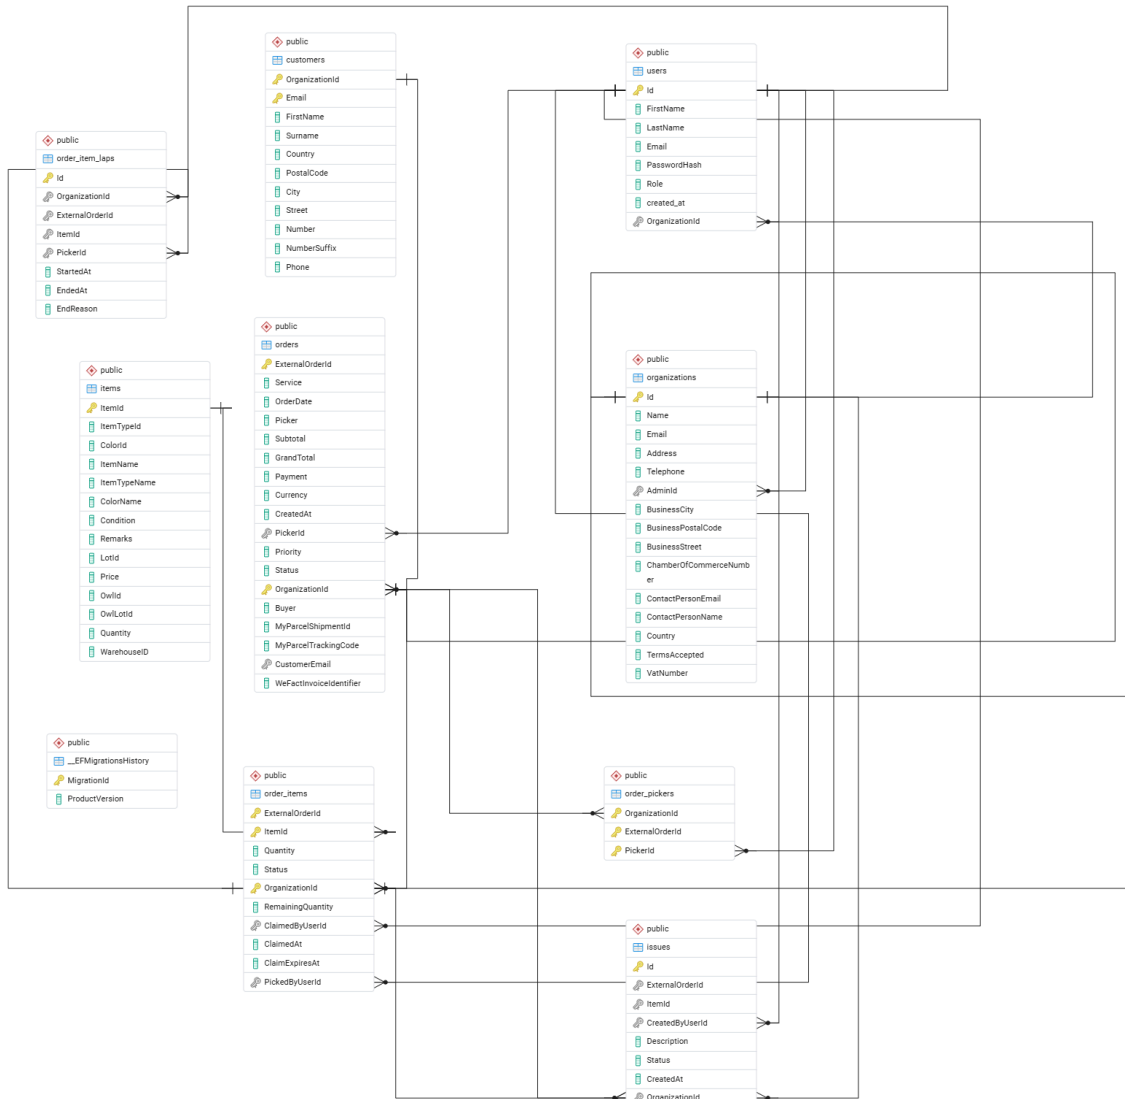 public
customers
OrganizationId
Email
FirstName
Surname
Country
PostalCode
City
Street
Number
NumberSuffix
Phone
public
users
Id
FirstName
LastName
Email
PasswordHash
Role
created_at
OrganizationId
public
order_item_laps
Id
OrganizationId
ExternalOrderId
ItemId
PickerId
StartedAt
EndedAt
EndReason
public
orders
ExternalOrderId
Service
OrderDate
Picker
Subtotal
GrandTotal
Payment
Currency
CreatedAt
PickerId
Priority
Status
OrganizationId
Buyer
MyParcelShipmentId
MyParcelTrackingCode
CustomerEmail
WeFactInvoiceIdentifier
public
organizations
Id
Name
Email
Address
Telephone
AdminId
BusinessCity
BusinessPostalCode
BusinessStreet
ChamberOfCommerceNumb
er
ContactPersonEmail
ContactPersonName
Country
TermsAccepted
VatNumber
public
items
ItemId
ItemTypeId
ColorId
ItemName
ItemTypeName
ColorName
Condition
Remarks
LotId
Price
OwlId
OwlLotId
Quantity
WarehouseID
public
__EFMigrationsHistory
MigrationId
ProductVersion
public
order_items
ExternalOrderId
ItemId
Quantity
Status
OrganizationId
RemainingQuantity
ClaimedByUserId
ClaimedAt
ClaimExpiresAt
PickedByUserId
public
order_pickers
OrganizationId
ExternalOrderId
PickerId
public
issues
Id
ExternalOrderId
ItemId
CreatedByUserId
Description
Status
CreatedAt
OrganizationId